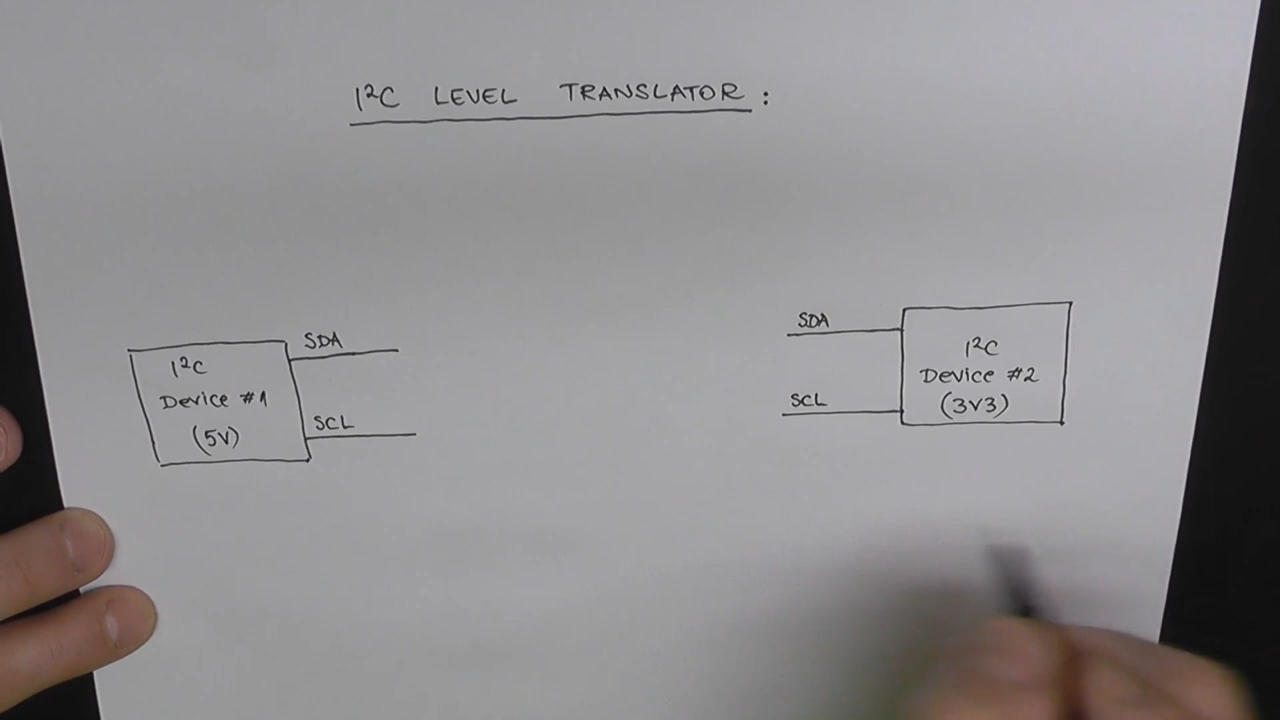 I²C LEVEL TRANSLATOR:
SDA
I²C
Device #1
(5V)
SCL
SDA
I²C
Device #2
(3V3)
SCL